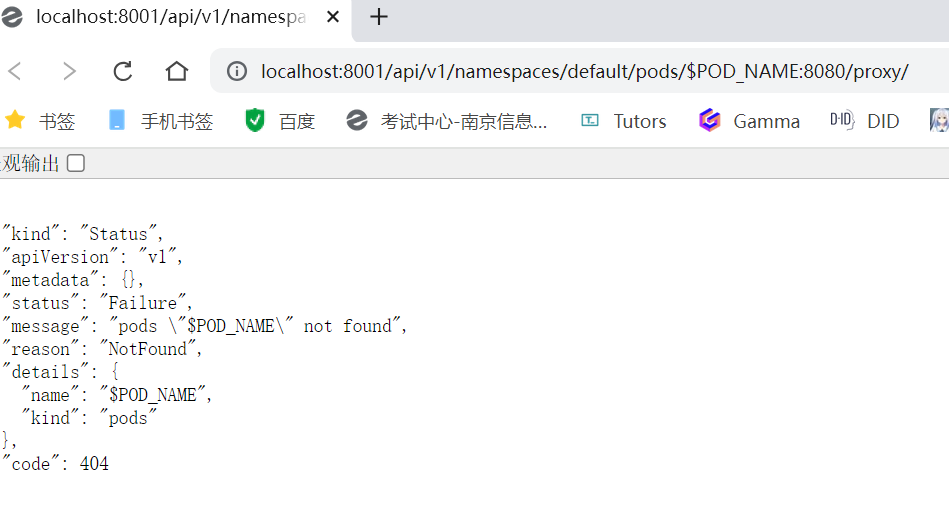 localhost:8001/api/v1/namespa
localhost:8001/api/v1/namespaces/default/pods/$POD_NAME:8080/proxy/
书签 手机书签 百度 考试中心-南京信息... Tutors Gamma D·ID DID
观输出
"kind": "Status",
"apiVersion": "v1",
"metadata": {},
"status": "Failure",
"message": "pods \"$POD_NAME\" not found",
"reason": "NotFound",
"details": {
"name": "$POD_NAME",
"kind": "pods"
},
"code": 404